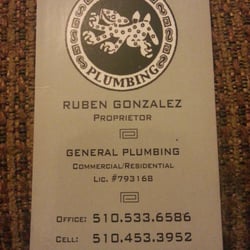 PLUMBING
RUBEN GONZALEZ
PROPRIETOR
GENERAL PLUMBING
COMMERCIAL/RESIDENTIAL
LIC. #793168
OFFICE: 510.533.6586
CELL: 510.453.3952